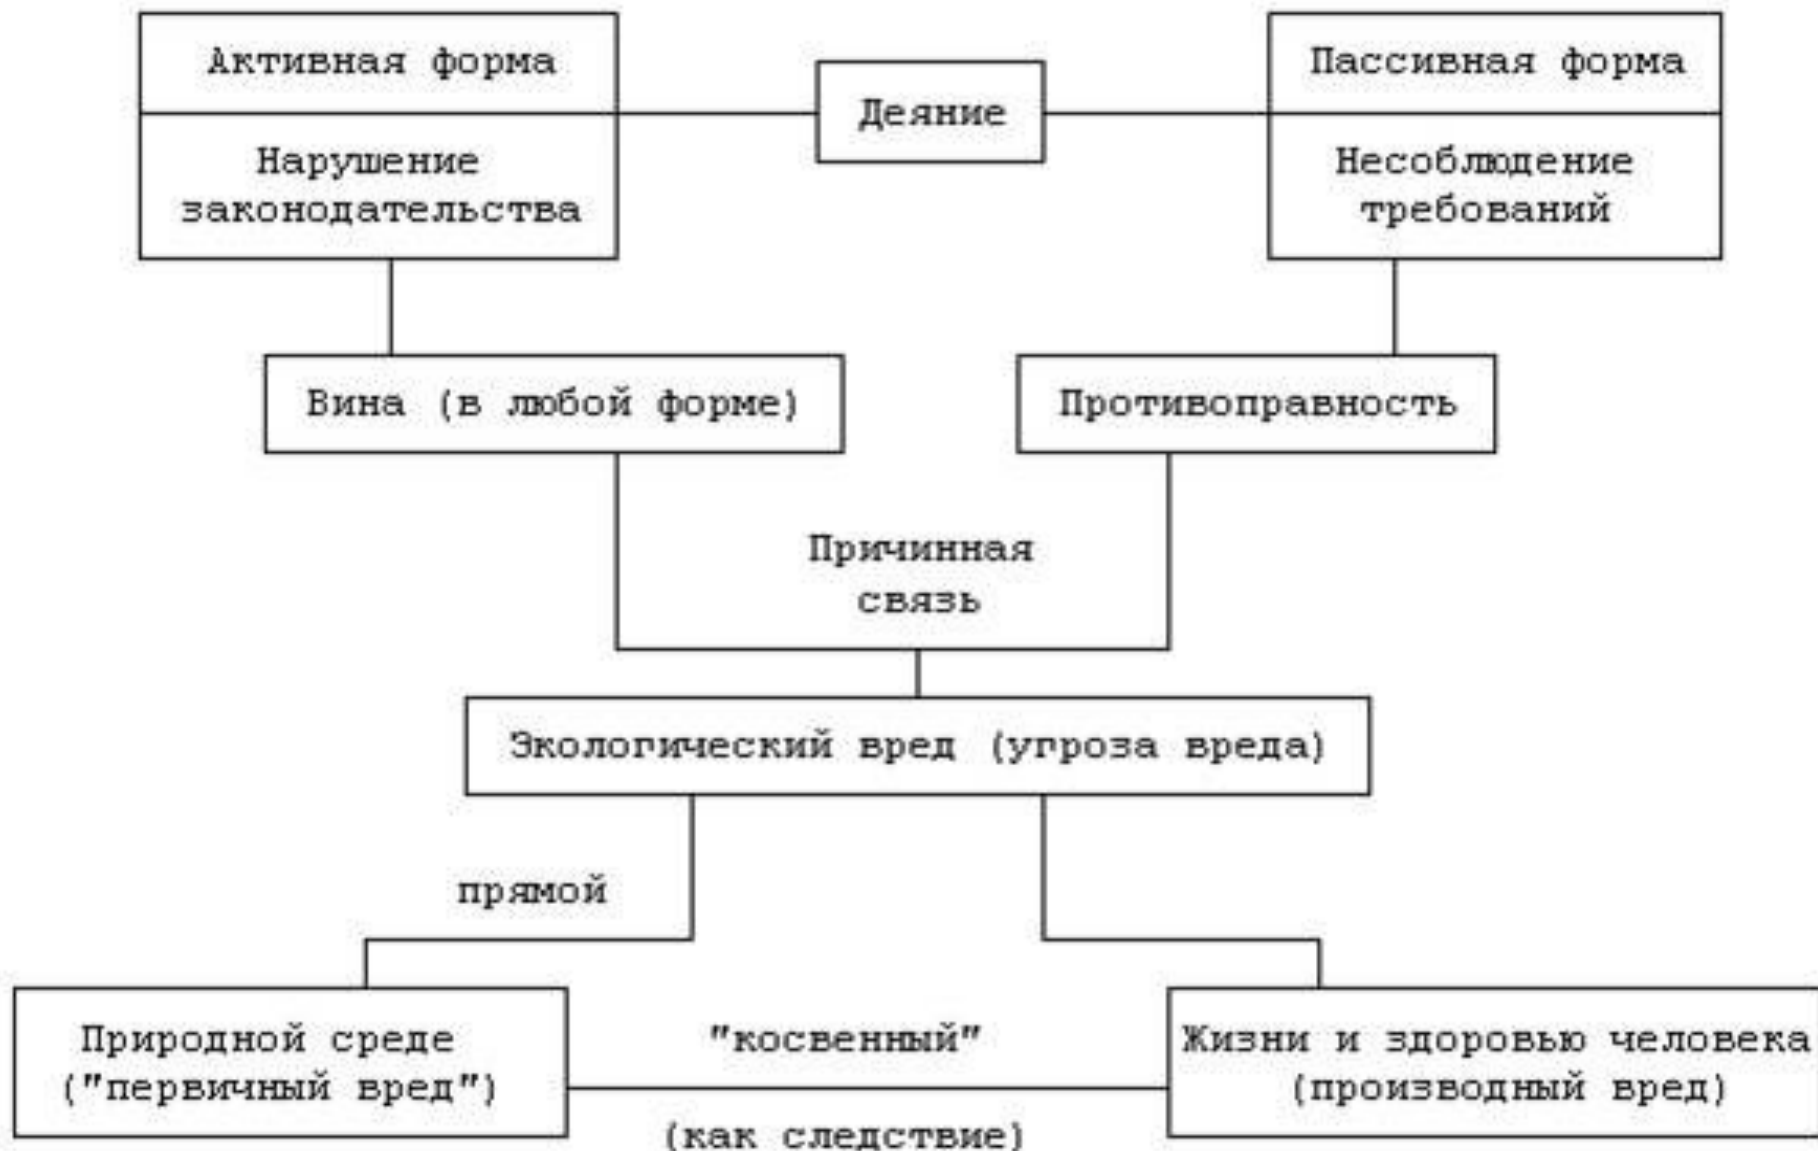 Активная форма
Деяние
Пассивная форма
Нарушение
законодательства
Несоблюдение
требований
Вина (в любой форме)
Противоправность
Причинная
связь
Экологический вред (угроза вреда)
прямой
Природной среде
("первичный вред")
"косвенный"
(как следствие)
Жизни и здоровью человека
(производный вред)